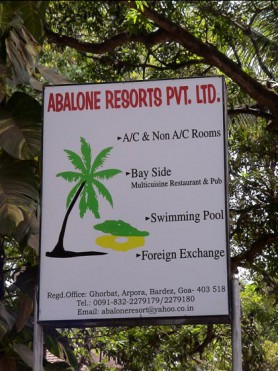 ABALONE RESORTS PVT. LTD.
▸A/C & Non A/C Rooms
▸Bay Side
Multicuisine Restaurant & Pub
▸Swimming Pool
▸Foreign Exchange
Regd.Office: Ghorbat, Arpora, Bardez, Goa- 403 518
Tel.: 0091-832-2279179/2279180
Email: abaloneresort@yahoo.co.in